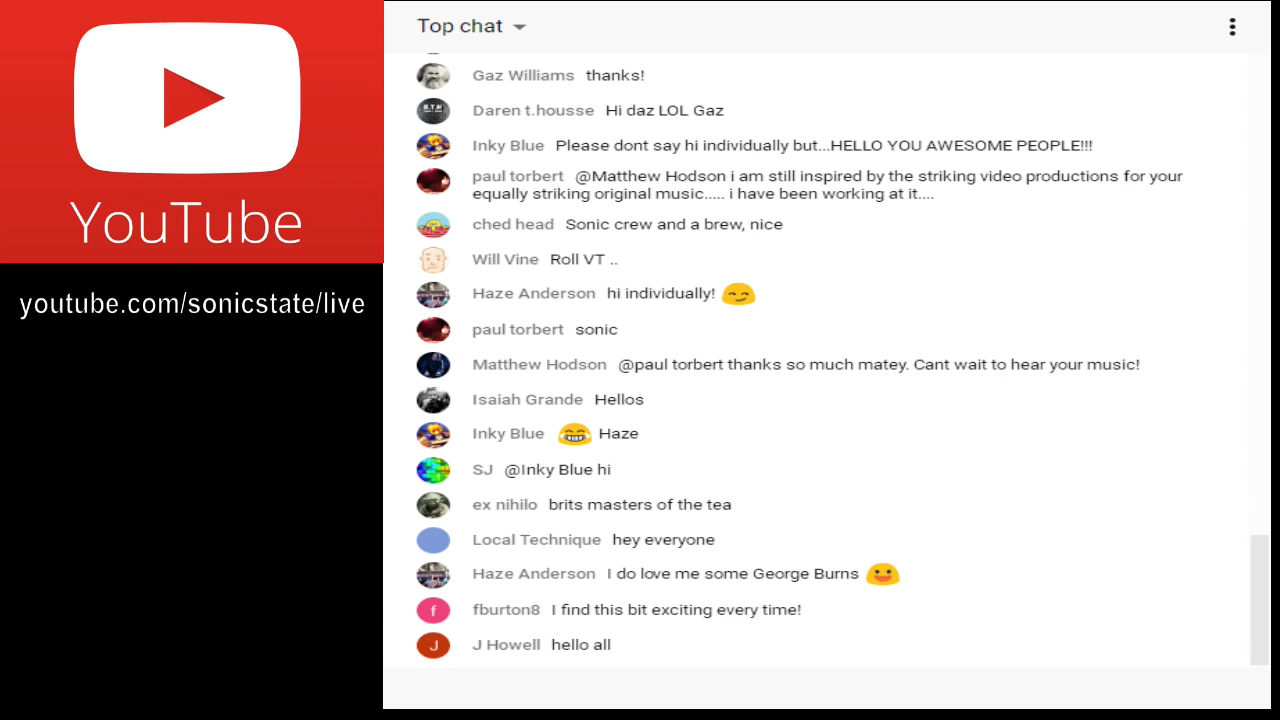 YouTube
youtube.com/sonicstate/live
Top chat
Gaz Williams thanks!
Daren t.housse Hi daz LOL Gaz
Inky Blue Please dont say hi individually but...HELLO YOU AWESOME PEOPLE!!!
paul torbert @Matthew Hodson i am still inspired by the striking video productions for your
equally striking original music..... i have been working at it....
ched head Sonic crew and a brew, nice
Will Vine Roll VT ..
Haze Anderson hi individually! 😏
paul torbert sonic
Matthew Hodson @paul torbert thanks so much matey. Cant wait to hear your music!
Isaiah Grande Hellos
Inky Blue 😂 Haze
SJ @Inky Blue hi
ex nihilo brits masters of the tea
Local Technique hey everyone
Haze Anderson I do love me some George Burns 😃
f fburton8 I find this bit exciting every time!
J J Howell hello all